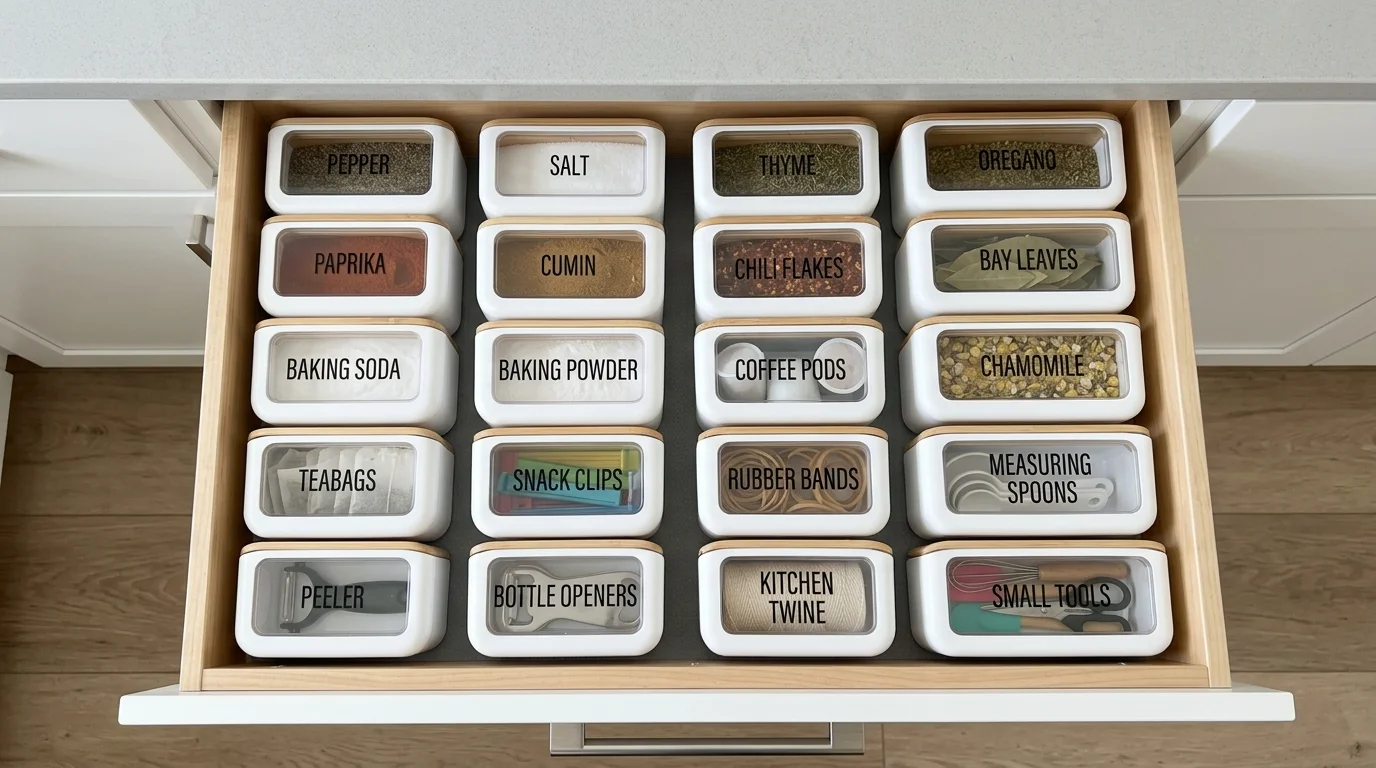 PEPPER
SALT
THYME
OREGANO
PAPRIKA
CUMIN
CHILI FLAKES
BAY LEAVES
BAKING SODA
BAKING POWDER
COFFEE PODS
CHAMOMILE
TEABAGS
SNACK CLIPS
RUBBER BANDS
MEASURING
SPOONS
PEELER
BOTTLE OPENERS
KITCHEN
TWINE
SMALL TOOLS